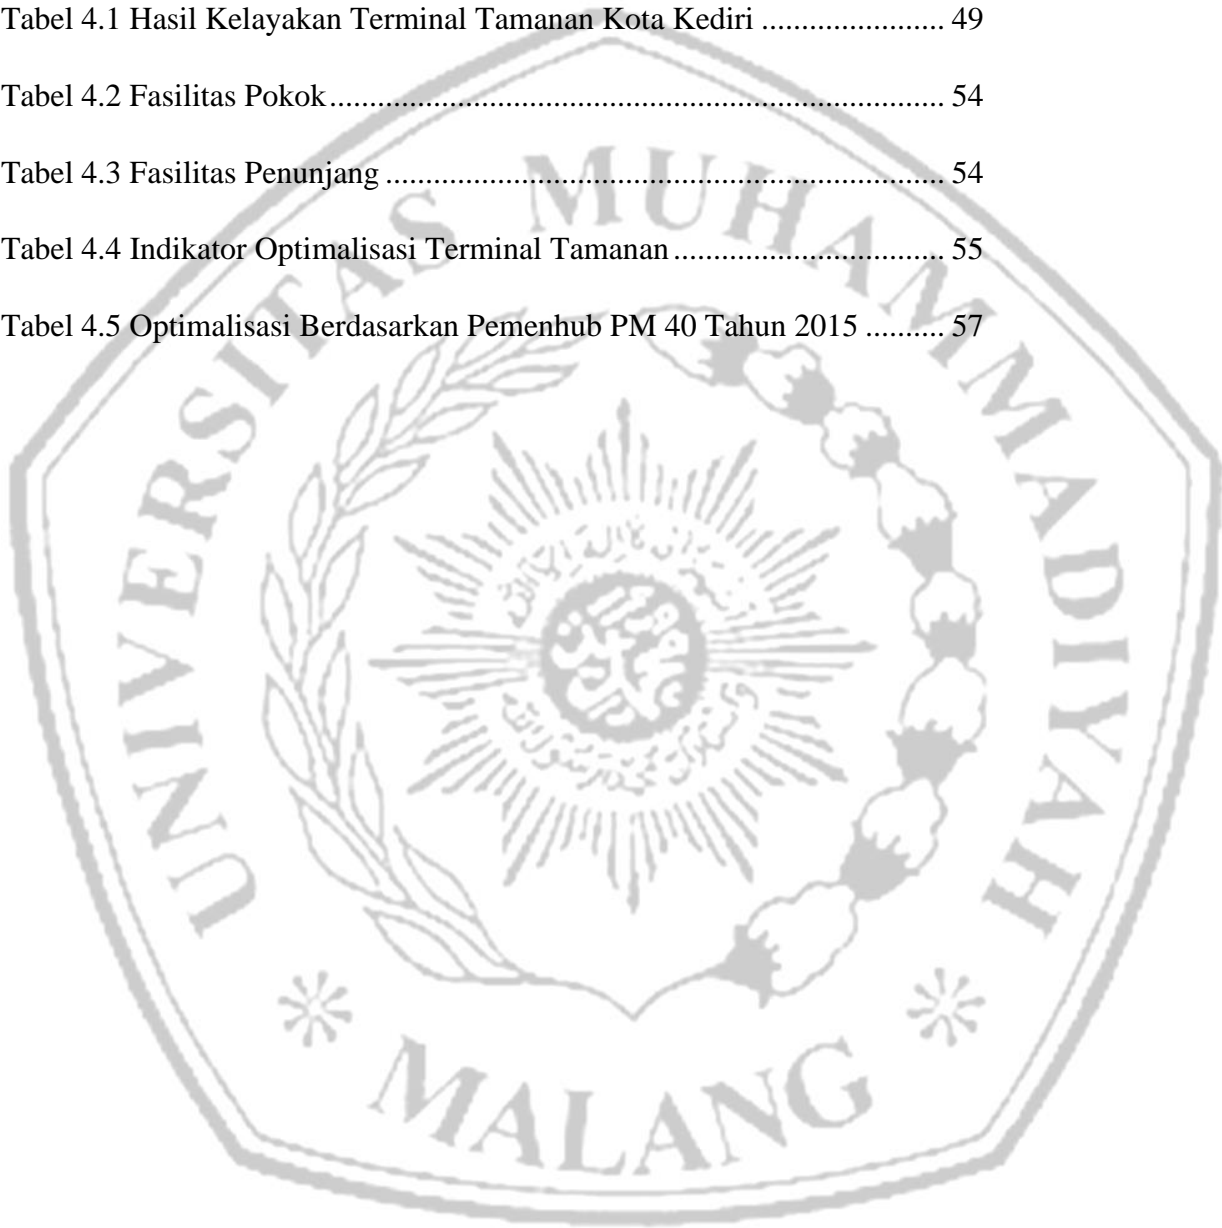 Tabel 4.1 Hasil Kelayakan Terminal Tamanan Kota Kediri ....................... 49
Tabel 4.2 Fasilitas Pokok............................................................................. 54
Tabel 4.3 Fasilitas Penunjang ...................................................................... 54
Tabel 4.4 Indikator Optimalisasi Terminal Tamanan .................................. 55
Tabel 4.5 Optimalisasi Berdasarkan Pemenhub PM 40 Tahun 2015 .......... 57
UNIVERSITAS MUHAMMADIYAH
MALANG